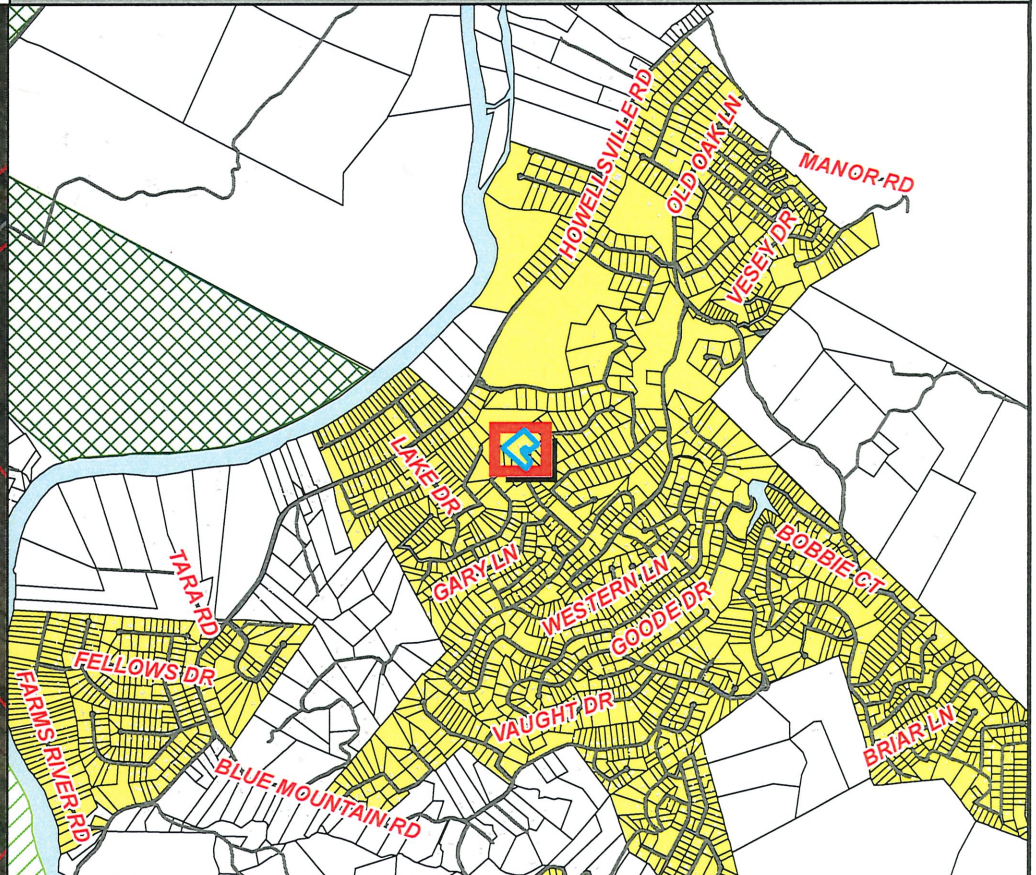 HOWELLSVILLE RD
OLD OAK LN
MANOR RD
VESEY DR
LAKE DR
GARY LN
WESTERN LN
GOODE DR
BOBBIE CT
TARA RD
FELLOWS DR
FARMS RIVER RD
VAUGHT DR
BRIAR LN
BLUE MOUNTAIN RD